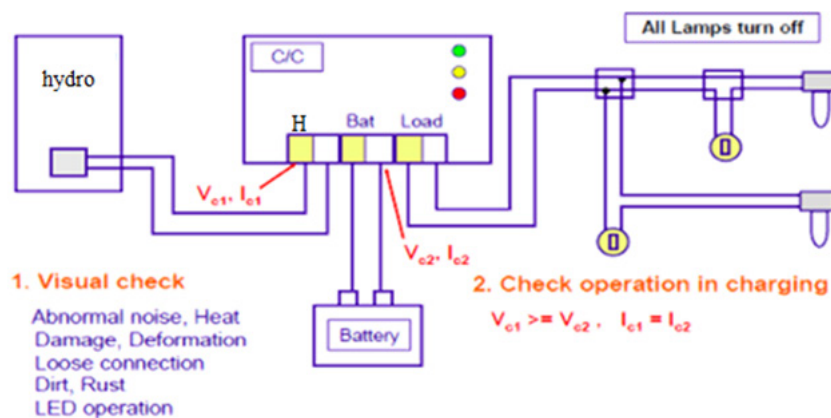 All Lamps turn off
C/C
hydro
H Bat Load
Vc1, Ic1
Vc2, Ic2
1. Visual check
Abnormal noise, Heat
Damage, Deformation
Loose connection
Dirt, Rust
LED operation
Battery
2. Check operation in charging
Vc1 >= Vc2 , Ic1 = Ic2